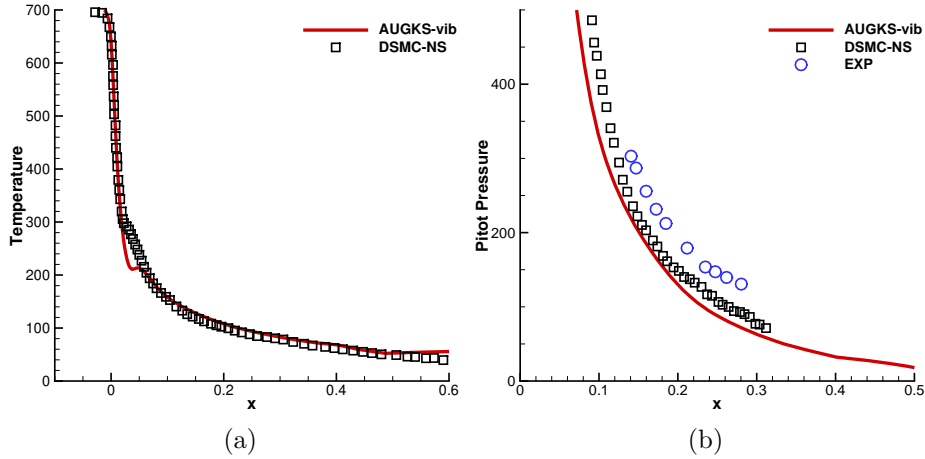 AUGKS-vib
DSMC-NS
Temperature
700
600
500
400
300
200
100
0
0 0.2 0.4 0.6
x
(a)
AUGKS-vib
DSMC-NS
EXP
Pitot Pressure
400
200
0
0 0.1 0.2 0.3 0.4 0.5
x
(b)